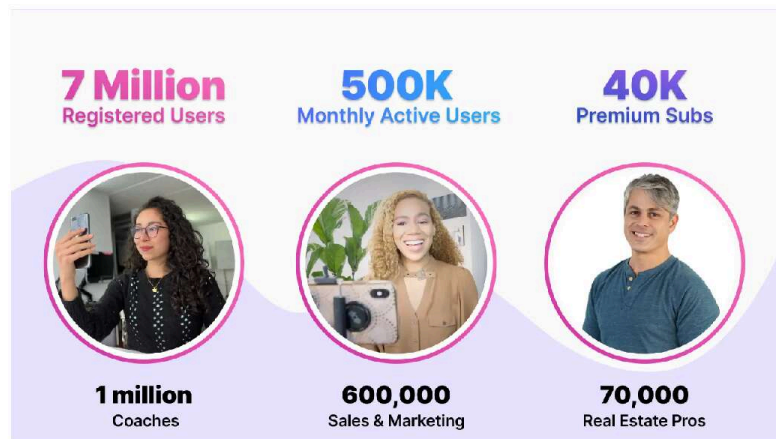 7 Million
Registered Users
500K
Monthly Active Users
40K
Premium Subs
1 million
Coaches
600,000
Sales & Marketing
70,000
Real Estate Pros